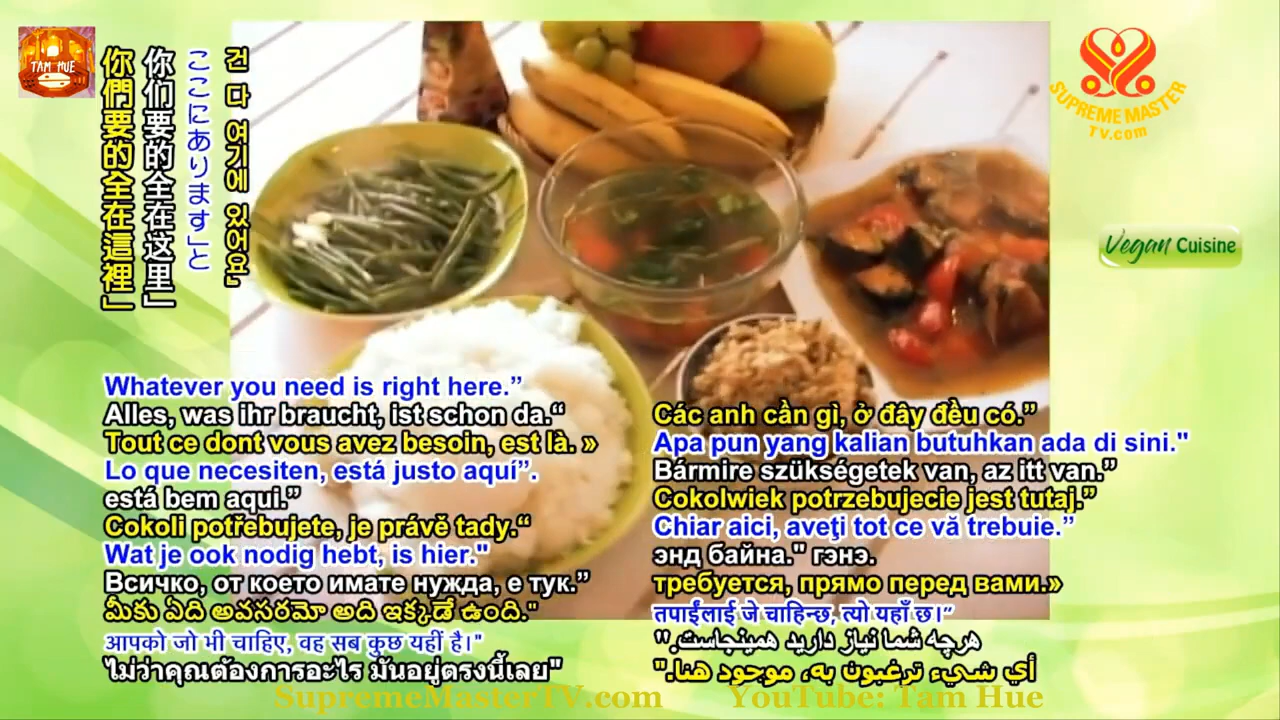 TAM HUE
你們要的全在這裡」
你们要的全在这里」
ここにあります」と
건 다 여기에 있어요』
SUPREME MASTER
TV.com
Vegan Cuisine
Whatever you need is right here.”
Alles, was ihr braucht, ist schon da.“
Tout ce dont vous avez besoin, est là. »
Lo que necesiten, está justo aquí”.
está bem aqui.”
Cokoli potřebujete, je právě tady.“
Wat je ook nodig hebt, is hier."
Всичко, от което имате нужда, е тук.”
మీకు ఏది అవసరమో అది ఇక్కడే ఉంది."
आपको जो भी चाहिए, वह सब कुछ यहीं है।"
ไม่ว่าคุณต้องการอะไร มันอยู่ตรงนี้เลย"
Các anh cần gì, ở đây đều có.”
Apa pun yang kalian butuhkan ada di sini."
Bármire szükségetek van, az itt van.”
Cokolwiek potrzebujecie jest tutaj.”
Chiar aici, aveţi tot ce vă trebuie.”
энд байна." гэнэ.
требуется, прямо перед вами.»
तपाईंलाई जे चाहिन्छ, त्यो यहाँ छ।”
هرچه شما نیاز دارید همینجاست."
أي شيء ترغبون به، موجود هنا."
SupremeMasterTV.com
YouTube: Tam Hue